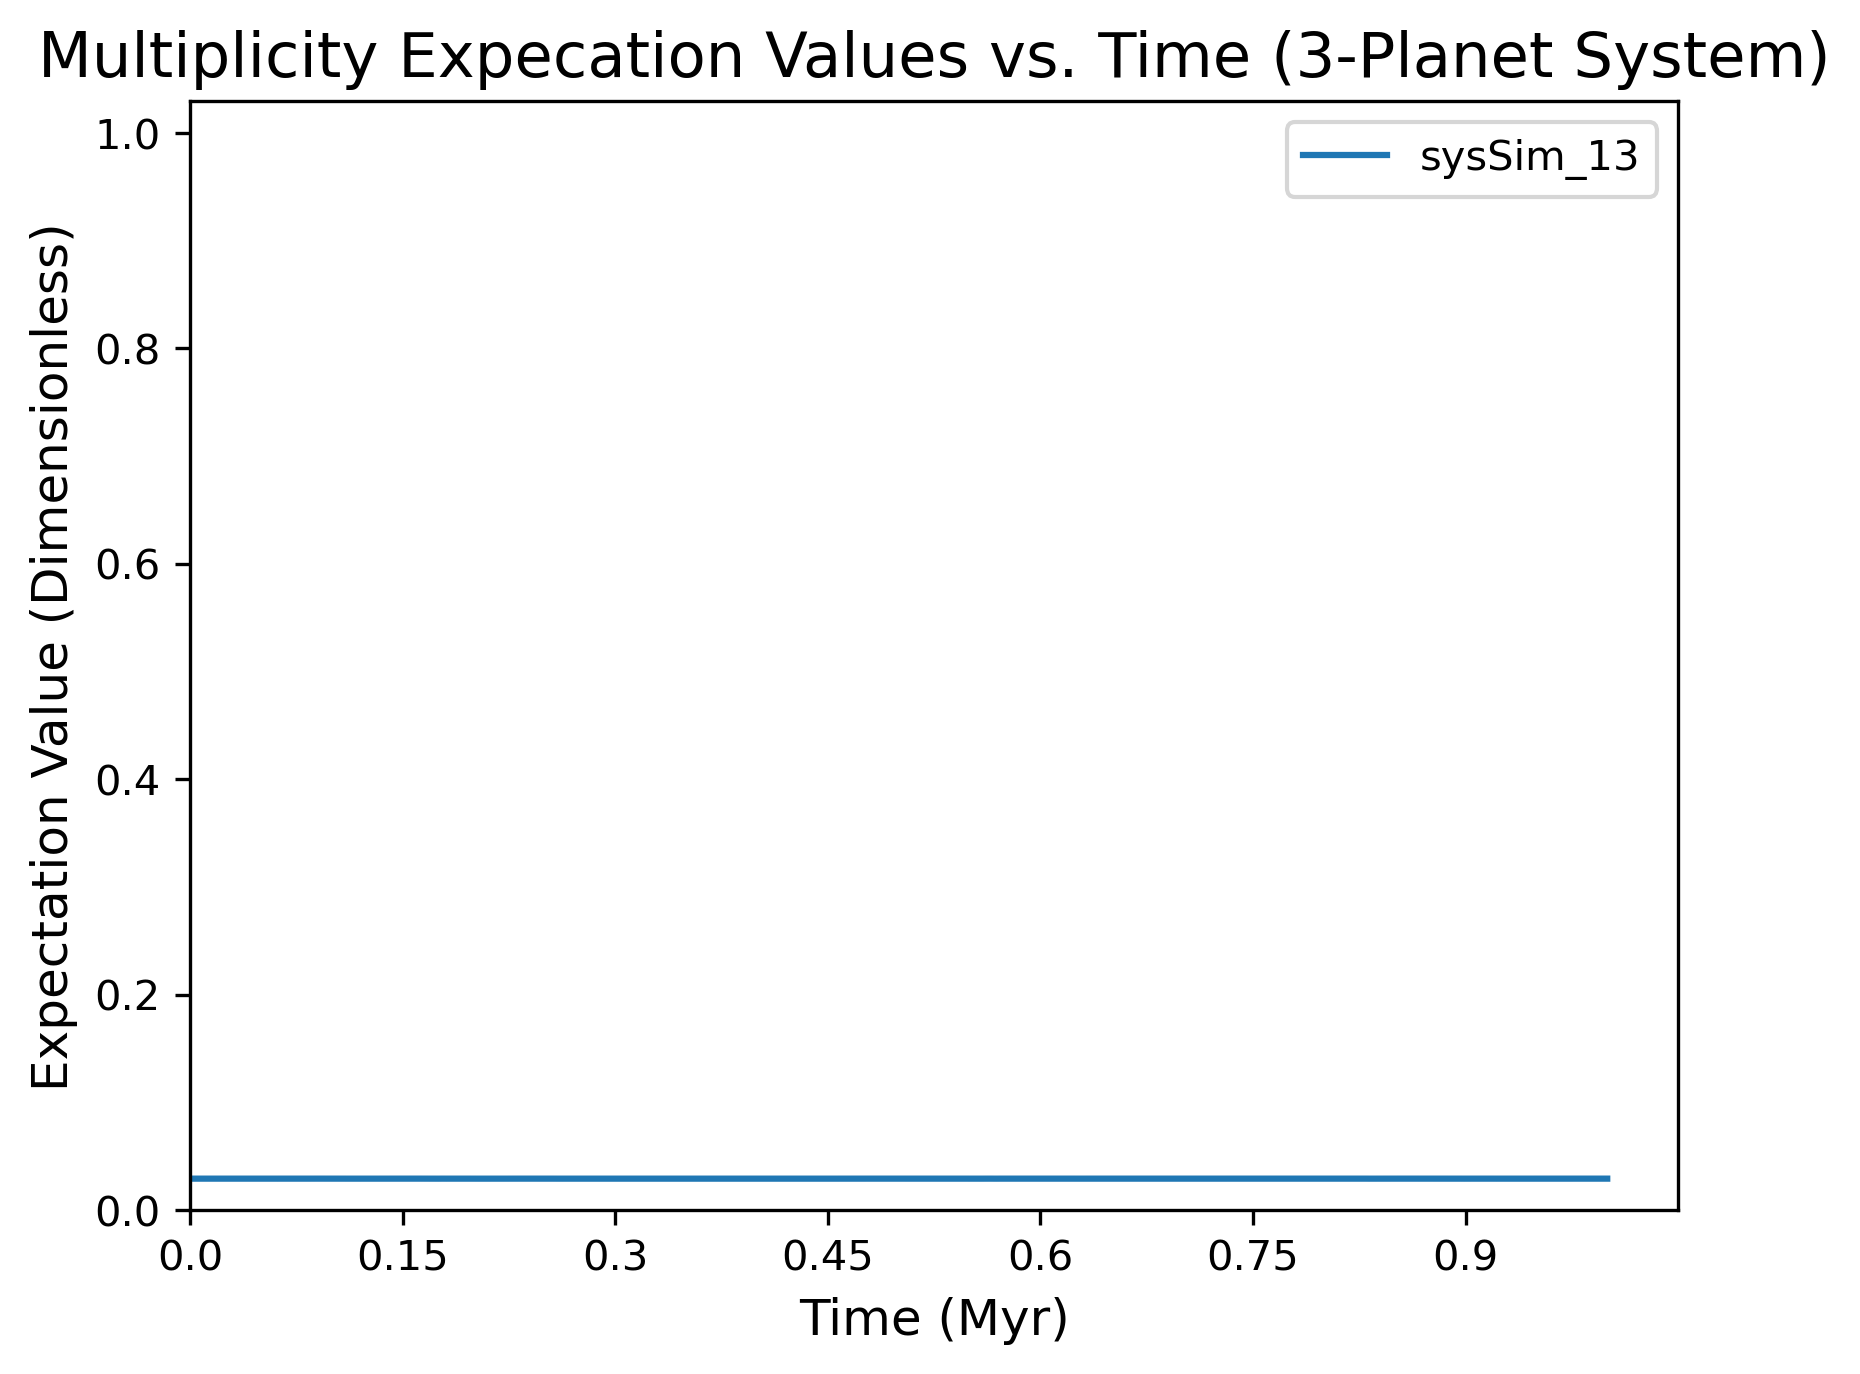 Multiplicity Expecation Values vs. Time (3-Planet System)
sysSim_13
Expectation Value (Dimensionless)
1.0
0.8
0.6
0.4
0.2
0.0
0.0 0.15 0.3 0.45 0.6 0.75 0.9
Time (Myr)